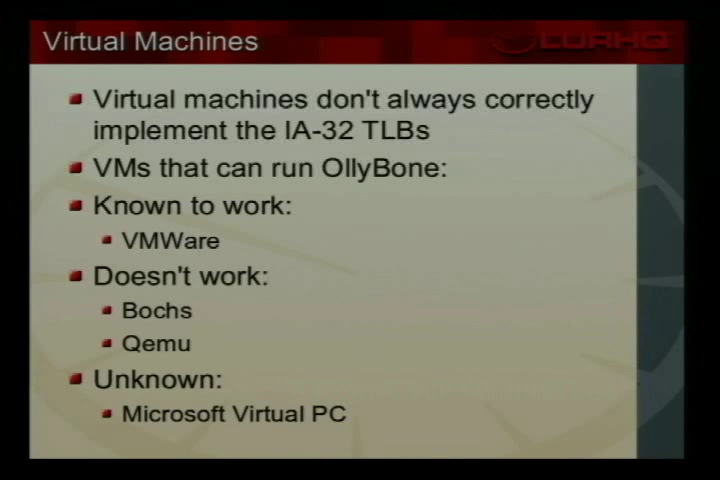 Virtual Machines
LURHQ
Virtual machines don't always correctly
implement the IA-32 TLBs
VMs that can run OllyBone:
Known to work:
VMWare
Doesn't work:
Bochs
Qemu
Unknown:
Microsoft Virtual PC